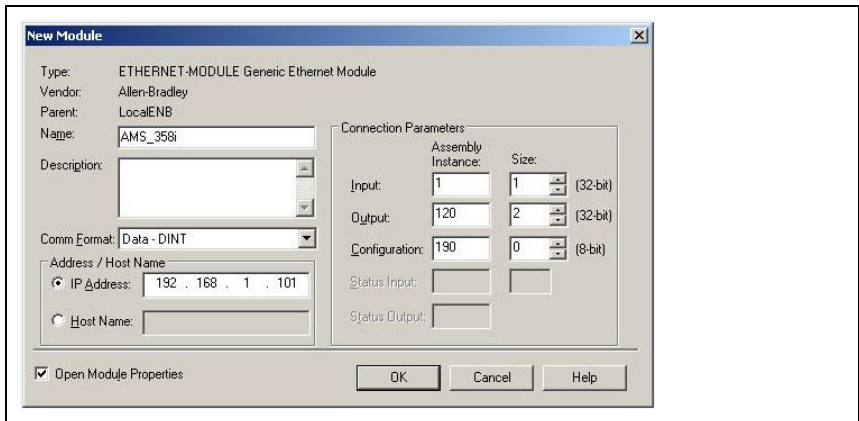 New Module
Type: ETHERNET-MODULE Generic Ethernet Module
Vendor: Allen-Bradley
Parent: LocalENB
Name: AMS_358i
Description:
Comm Format: Data - DINT
Address / Host Name
IP Address: 192 . 168 . 1 . 101
Host Name:
Connection Parameters
Assembly Instance: Size:
Input: 1 1 (32-bit)
Output: 120 2 (32-bit)
Configuration: 190 0 (8-bit)
Status Input:
Status Output:
Open Module Properties
OK Cancel Help